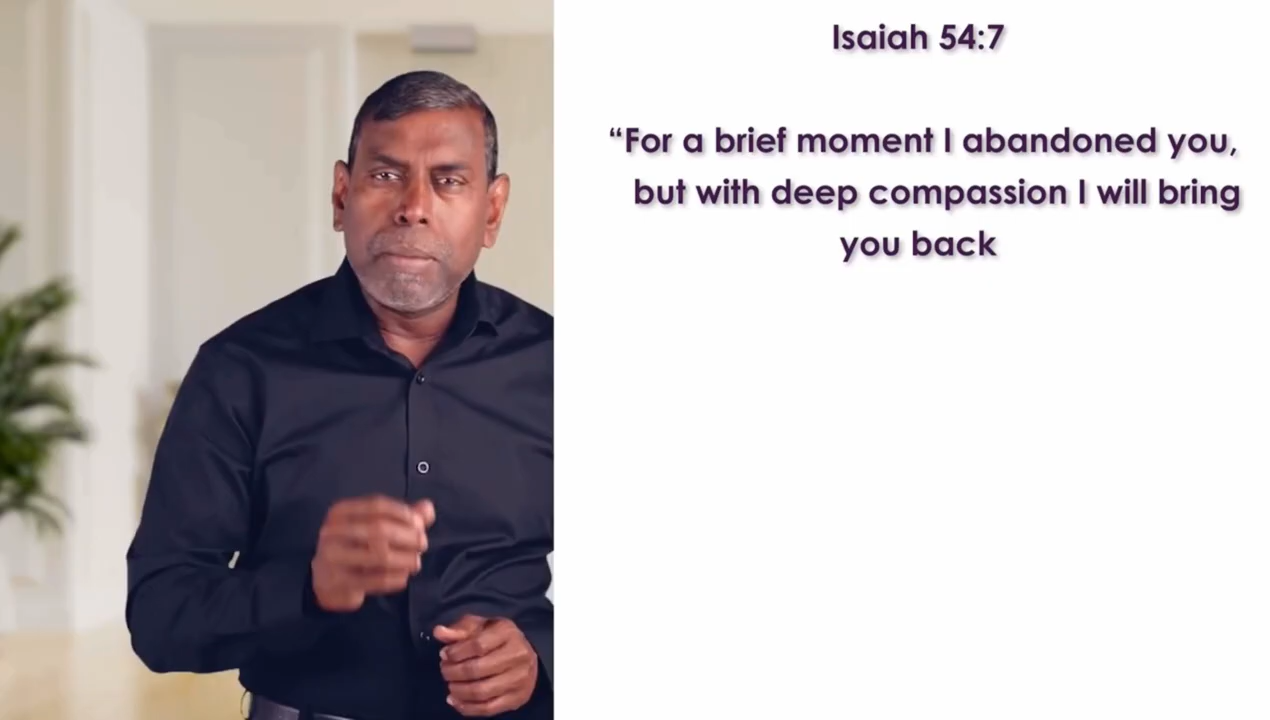 Isaiah 54:7
“For a brief moment I abandoned you,
but with deep compassion I will bring
you back